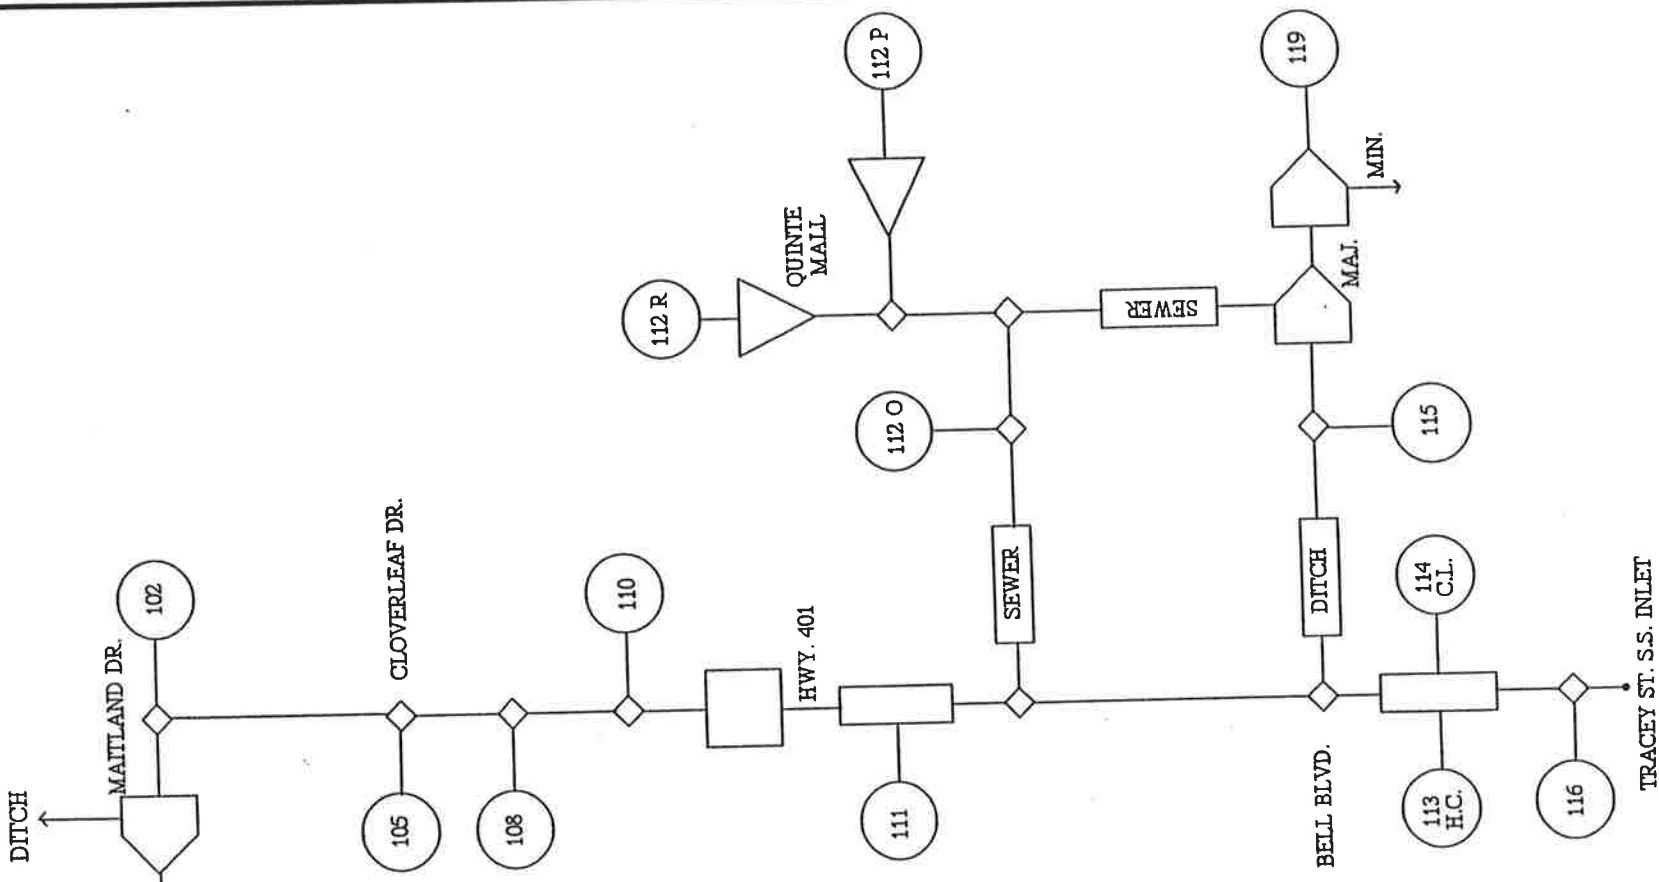 DITCH
MAITLAND DR.
102
CLOVERLEAF DR.
105
108
110
HWY. 401
111
112 R
QUINTE
MALL
112 P
112 O
SEWER
SEWER
119
MIN.
MAJ.
115
DITCH
BELL BLVD.
113
H.C.
114
C.L.
116
TRACEY ST. S.S. INLET